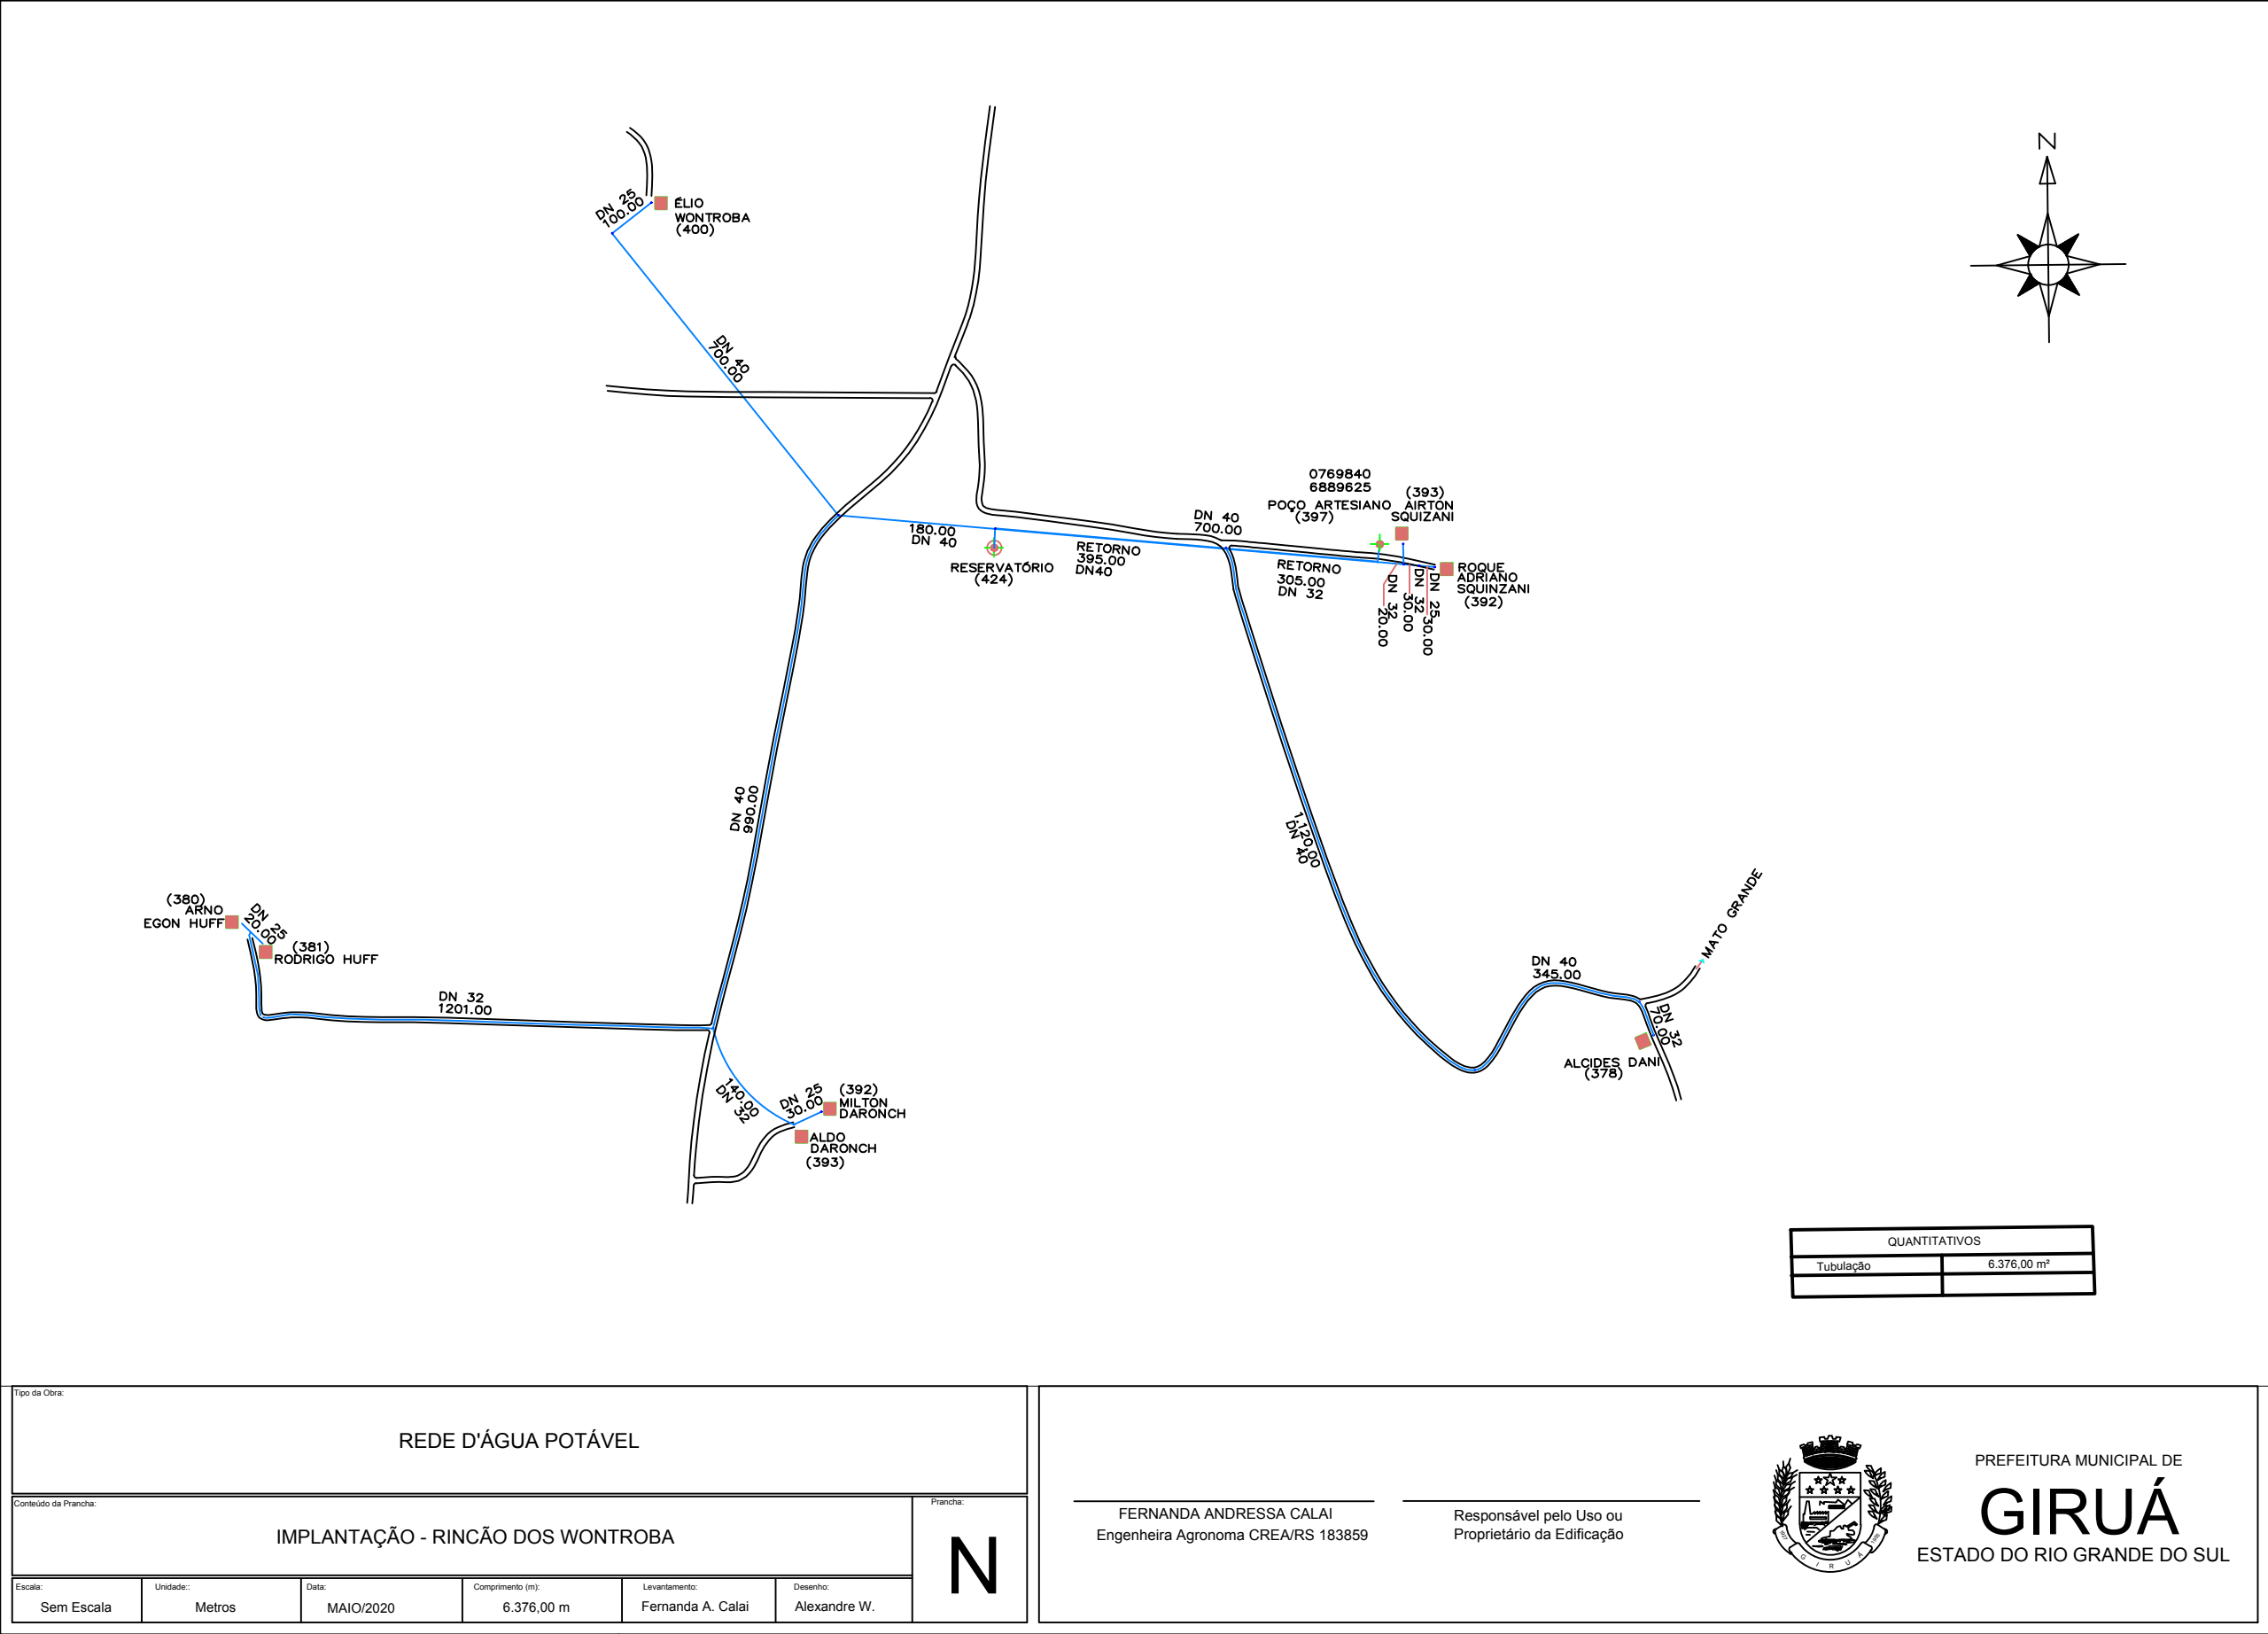 N
DN 25
100.00
ÉLIO
WONTROBA
(400)
DN 40
700.00
180.00
DN 40
RESERVATÓRIO
(424)
RETORNO
395.00
DN40
DN 40
700.00
0769840
6889625
POÇO ARTESIANO
(397)
(393)
AIRTON
SQUIZANI
RETORNO
305.00
DN 32
DN 32
20.00
DN 32
30.00
DN 25
30.00
ROQUE
ADRIANO
SQUINZANI
(392)
DN 40
990.00
1.120,00
DN 40
(380)
ARNO
EGON HUFF
DN 25
20.00
(381)
RODRIGO HUFF
DN 32
1201.00
140.00
DN 32
DN 25
30.00
(392)
MILTON
DARONCH
ALDO
DARONCH
(393)
DN 40
345.00
MATO GRANDE
DN 32
70.00
ALCIDES DANI
(378)
QUANTITATIVOS
Tubulação 6.376,00 m²
Tipo da Obra:
REDE D'ÁGUA POTÁVEL
Conteúdo da Prancha:
IMPLANTAÇÃO - RINCÃO DOS WONTROBA
Prancha:
N
Escala:
Sem Escala
Unidade::
Metros
Data:
MAIO/2020
Comprimento (m):
6.376,00 m
Levantamento:
Fernanda A. Calai
Desenho:
Alexandre W.
FERNANDA ANDRESSA CALAI
Engenheira Agronoma CREA/RS 183859
Responsável pelo Uso ou
Proprietário da Edificação
GIRUÁ
PREFEITURA MUNICIPAL DE
GIRUÁ
ESTADO DO RIO GRANDE DO SUL